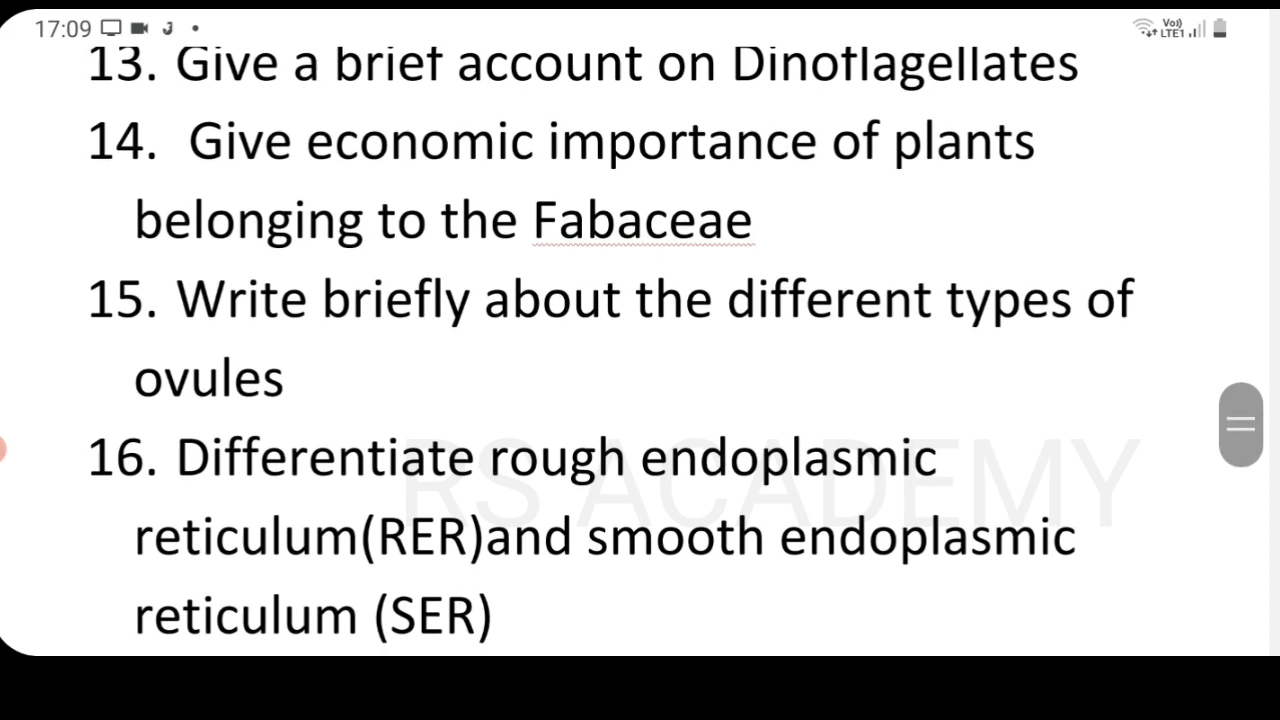 17:09
Vo)) LTE1
13. Give a brief account on Dinoflagellates
14. Give economic importance of plants
belonging to the Fabaceae
15. Write briefly about the different types of
ovules
16. Differentiate rough endoplasmic
RS ACADEMY
reticulum(RER)and smooth endoplasmic
reticulum (SER)